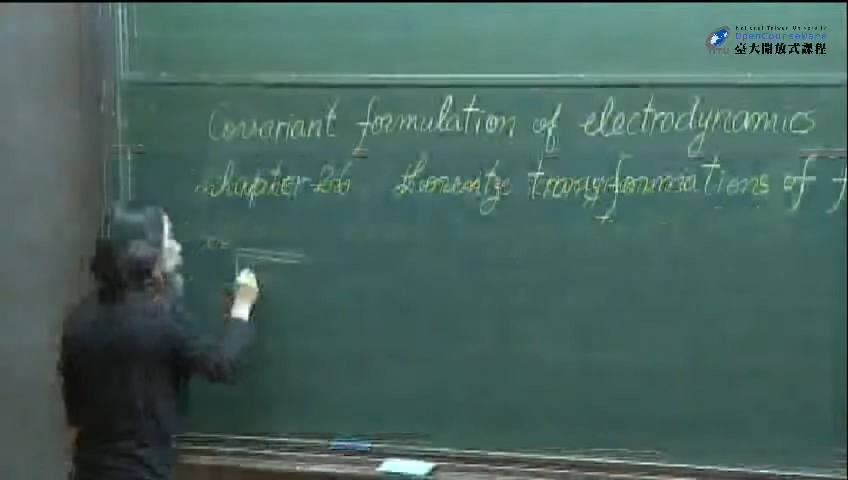 National Taiwan University
OpenCourseWare
臺大開放式課程
Covariant formulation of electrodynamics
chapter 26 Lorentz transformations of f